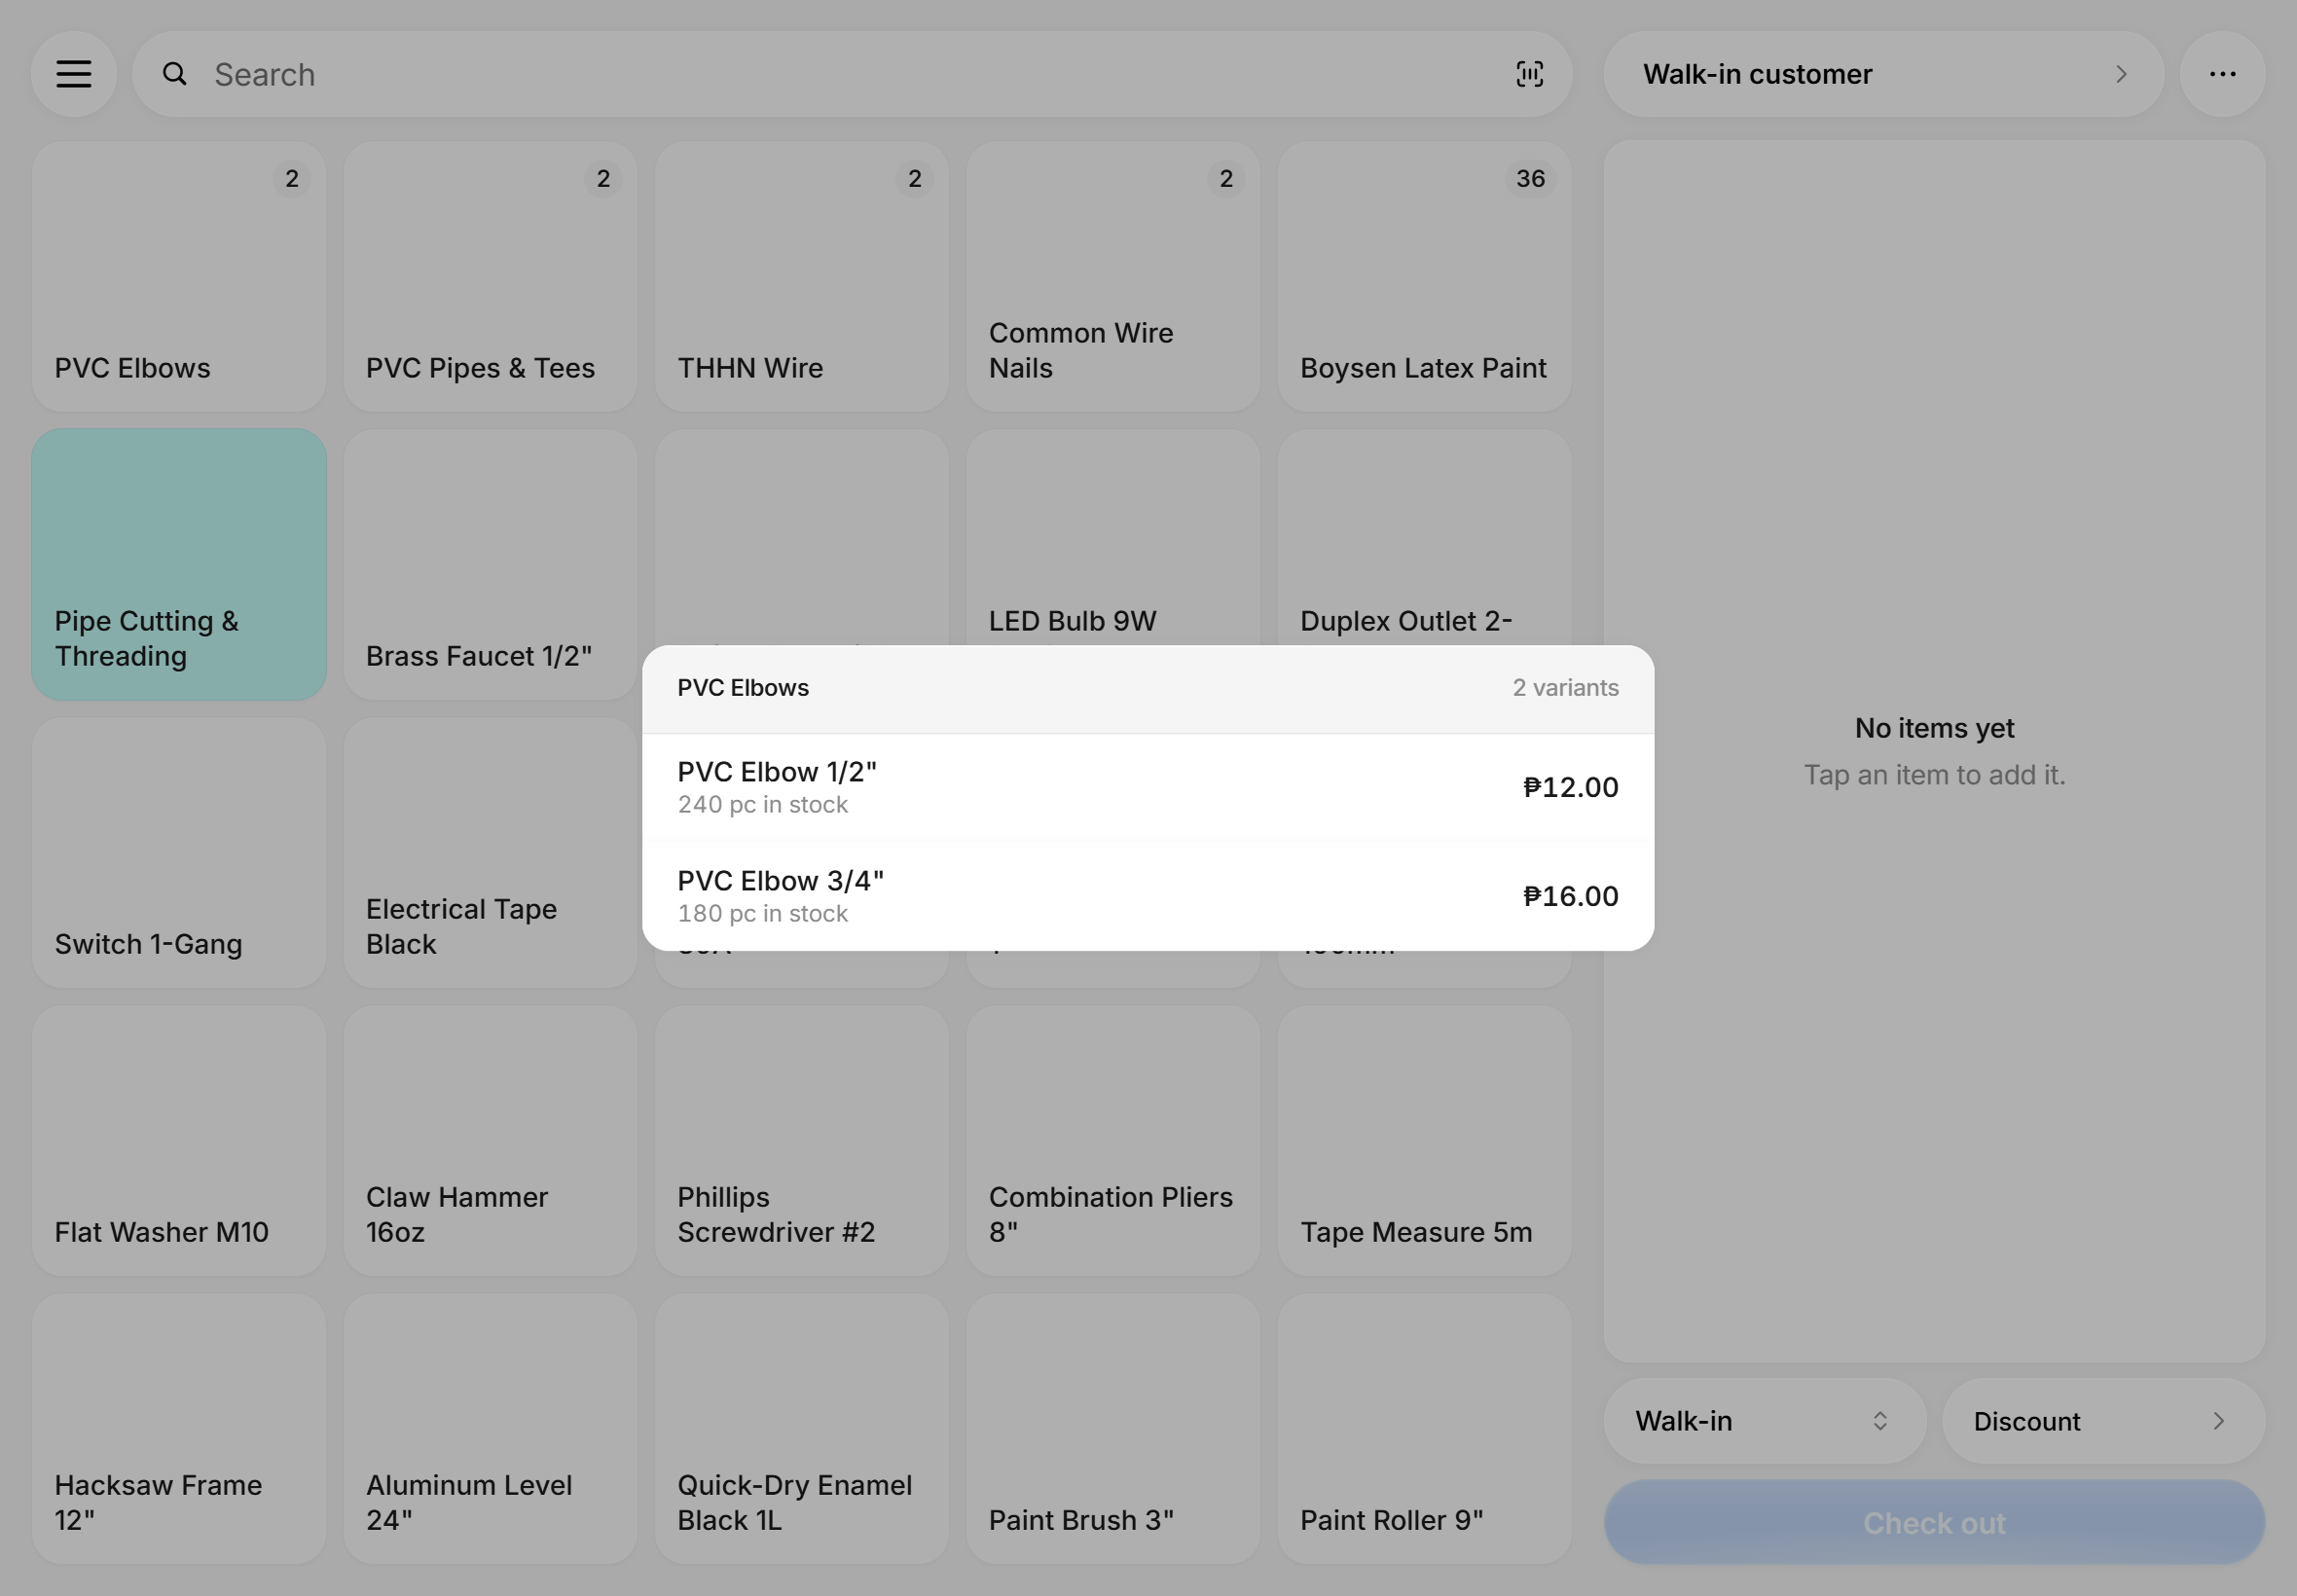 Search
Walk-in customer
2
2
2
2
36
PVC Elbows
PVC Pipes & Tees
THHN Wire
Common Wire
Nails
Boysen Latex Paint
Pipe Cutting &
Threading
Brass Faucet 1/2"
LED Bulb 9W
Duplex Outlet 2-
PVC Elbows
2 variants
PVC Elbow 1/2"
240 pc in stock
₱12.00
PVC Elbow 3/4"
180 pc in stock
₱16.00
No items yet
Tap an item to add it.
Switch 1-Gang
Electrical Tape
Black
Flat Washer M10
Claw Hammer
16oz
Phillips
Screwdriver #2
Combination Pliers
8"
Tape Measure 5m
Hacksaw Frame
12"
Aluminum Level
24"
Quick-Dry Enamel
Black 1L
Paint Brush 3"
Paint Roller 9"
Walk-in
Discount
Check out